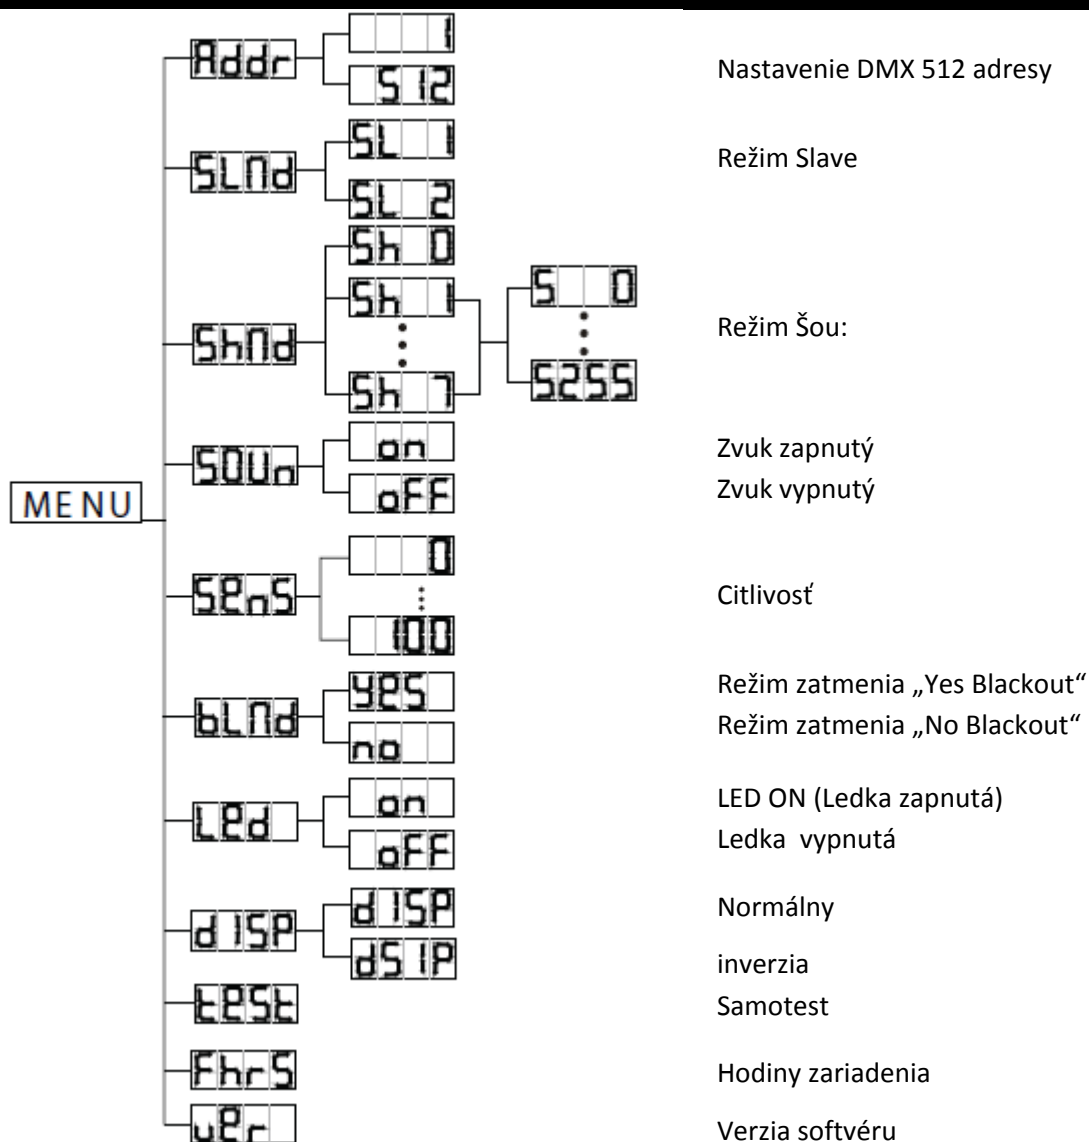 Addr
1
512
Nastavenie DMX 512 adresy
SLMd
SL 1
SL 2
Režim Slave
ShMd
Sh 0
Sh 1
Sh 7
S 0
S255
Režim Šou:
SOUn
on
oFF
Zvuk zapnutý
Zvuk vypnutý
MENU
SEnS
0
100
Citlivosť
bLMd
yES
no
Režim zatmenia „Yes Blackout“
Režim zatmenia „No Blackout“
Led
on
oFF
LED ON (Ledka zapnutá)
Ledka vypnutá
dISP
dISP
dSIP
Normálny
inverzia
tESt
Samotest
FhrS
Hodiny zariadenia
vEr
Verzia softvéru